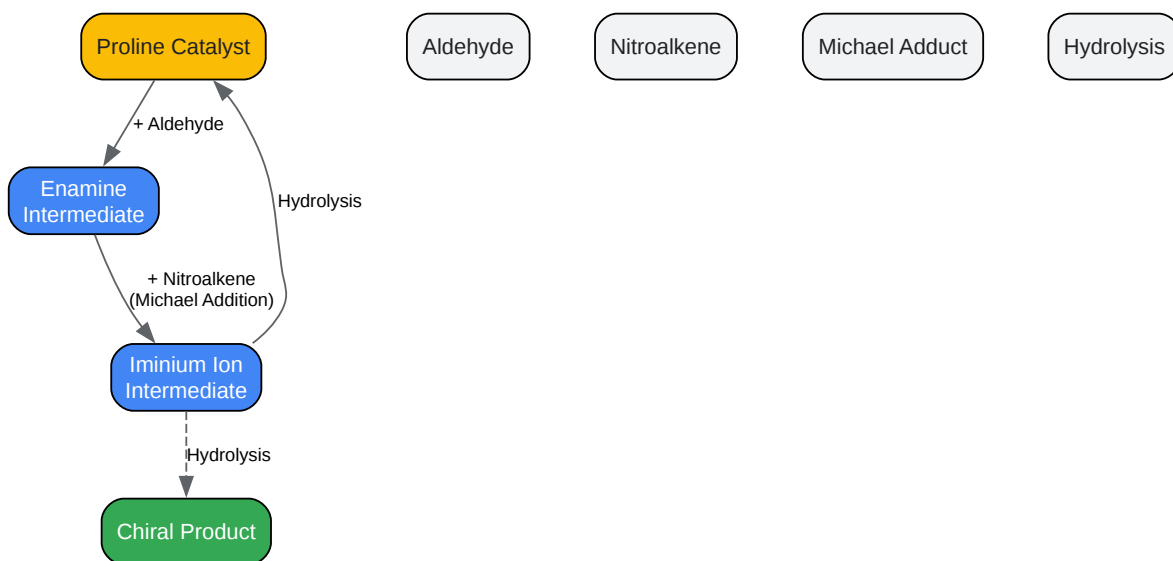 Proline Catalyst
Aldehyde
Nitroalkene
Michael Adduct
Hydrolysis
+ Aldehyde
Enamine
Intermediate
Hydrolysis
+ Nitroalkene
(Michael Addition)
Iminium Ion
Intermediate
Hydrolysis
Chiral Product